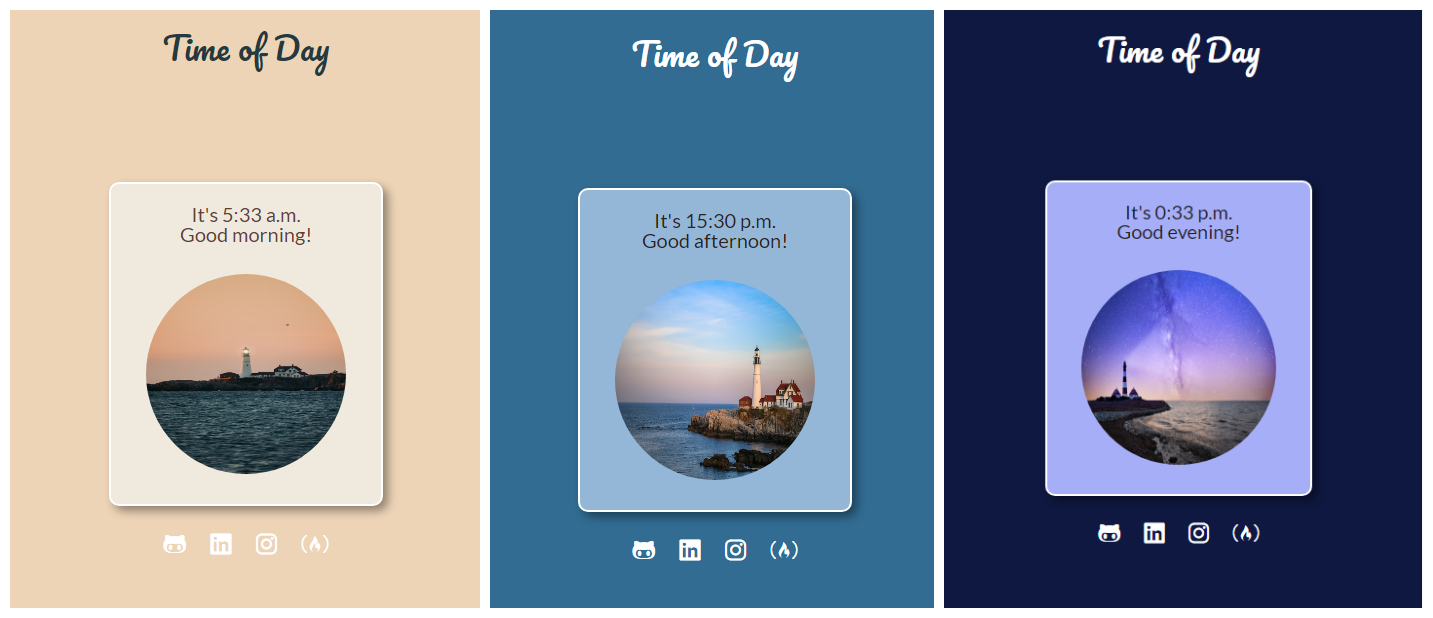 Time of Day
It's 5:33 a.m.
Good morning!
Time of Day
It's 15:30 p.m.
Good afternoon!
Time of Day
It's 0:33 p.m.
Good evening!